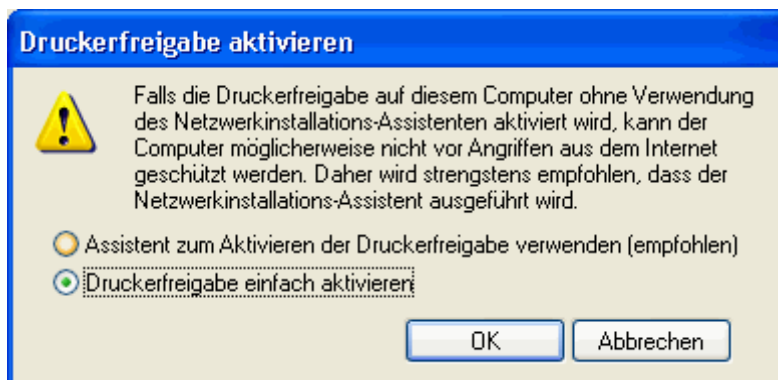 Druckerfreigabe aktivieren
Falls die Druckerfreigabe auf diesem Computer ohne Verwendung
des Netzwerkinstallations-Assistenten aktiviert wird, kann der
Computer möglicherweise nicht vor Angriffen aus dem Internet
geschützt werden. Daher wird strengstens empfohlen, dass der
Netzwerkinstallations-Assistent ausgeführt wird.
Assistent zum Aktivieren der Druckerfreigabe verwenden (empfohlen)
Druckerfreigabe einfach aktivieren
OK Abbrechen